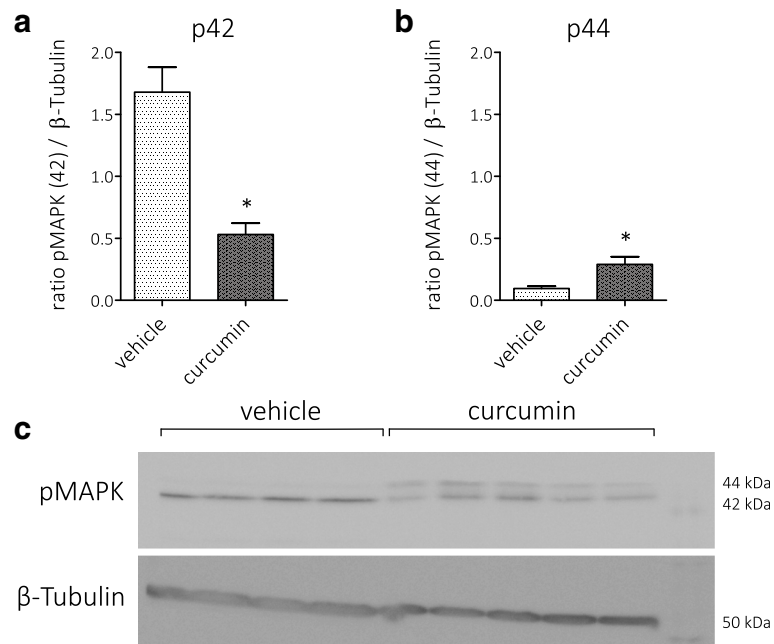 a
p42
ratio pMAPK (42) / β-Tubulin
2.0
1.5
1.0
0.5
0.0
*
vehicle
curcumin
b
p44
ratio pMAPK (44) / β-Tubulin
2.0
1.5
1.0
0.5
0.0
*
vehicle
curcumin
c
vehicle
curcumin
pMAPK
44 kDa
42 kDa
β-Tubulin
50 kDa